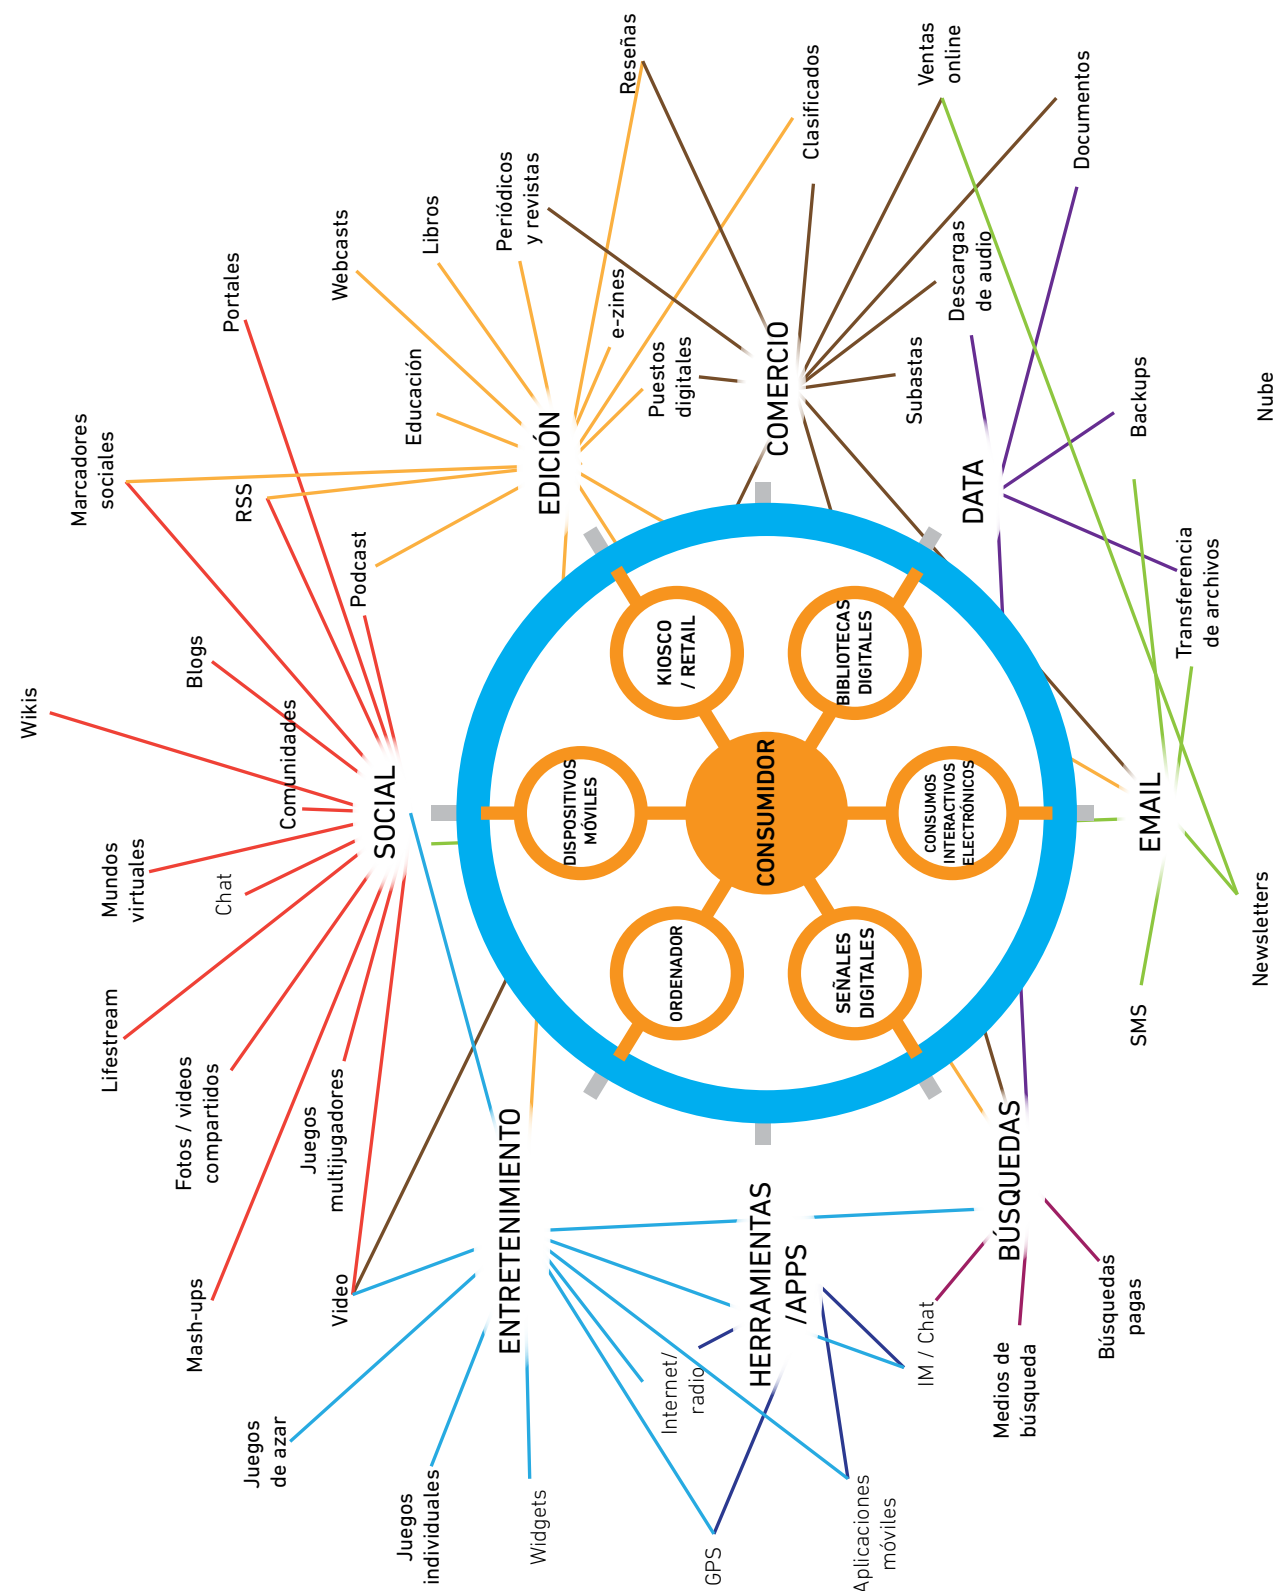 Wikis
Mundos
virtuales
Marcadores
sociales
Lifestream
Blogs
Portales
RSS
Chat
Comunidades
Fotos / videos
compartidos
Mash-ups
Juegos
multijugadores
Podcast
Webcasts
Educación
Libros
Video
SOCIAL
Juegos
de azar
Juegos
individuales
Widgets
ENTRETENIMIENTO
EDICIÓN
Periódicos
y revistas
e-zines
Reseñas
Puestos
digitales
Clasificados
DISPOSITIVOS
MÓVILES
ORDENADOR
KIOSCO
/ RETAIL
CONSUMIDOR
SEÑALES
DIGITALES
BIBLIOTECAS
DIGITALES
CONSUMOS
INTERACTIVOS
ELECTRÓNICOS
COMERCIO
Internet/
radio
GPS
HERRAMIENTAS
/APPS
Aplicaciones
móviles
IM / Chat
Subastas
Ventas
online
Descargas
de audio
Documentos
DATA
BÚSQUEDAS
Medios de
búsqueda
Búsquedas
pagas
Backups
SMS
EMAIL
Transferencia
de archivos
Newsletters
Nube